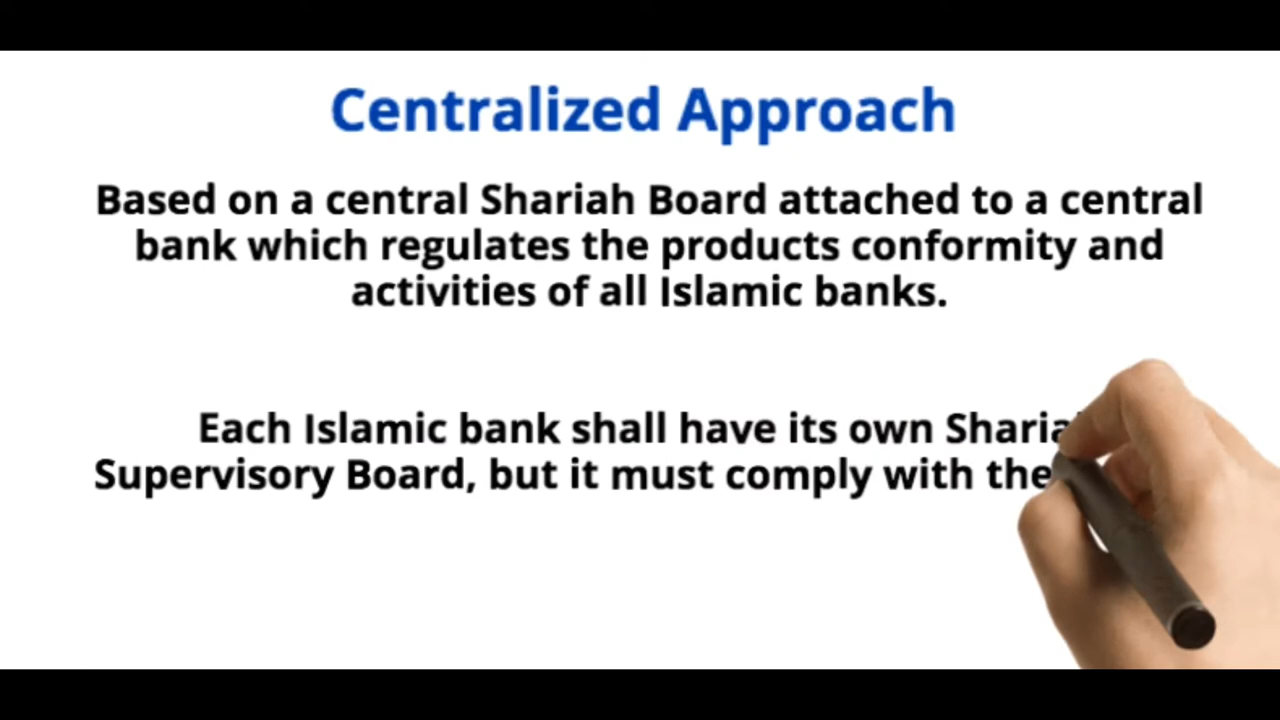 Centralized Approach
Based on a central Shariah Board attached to a central
bank which regulates the products conformity and
activities of all Islamic banks.
Each Islamic bank shall have its own Sharia
Supervisory Board, but it must comply with the